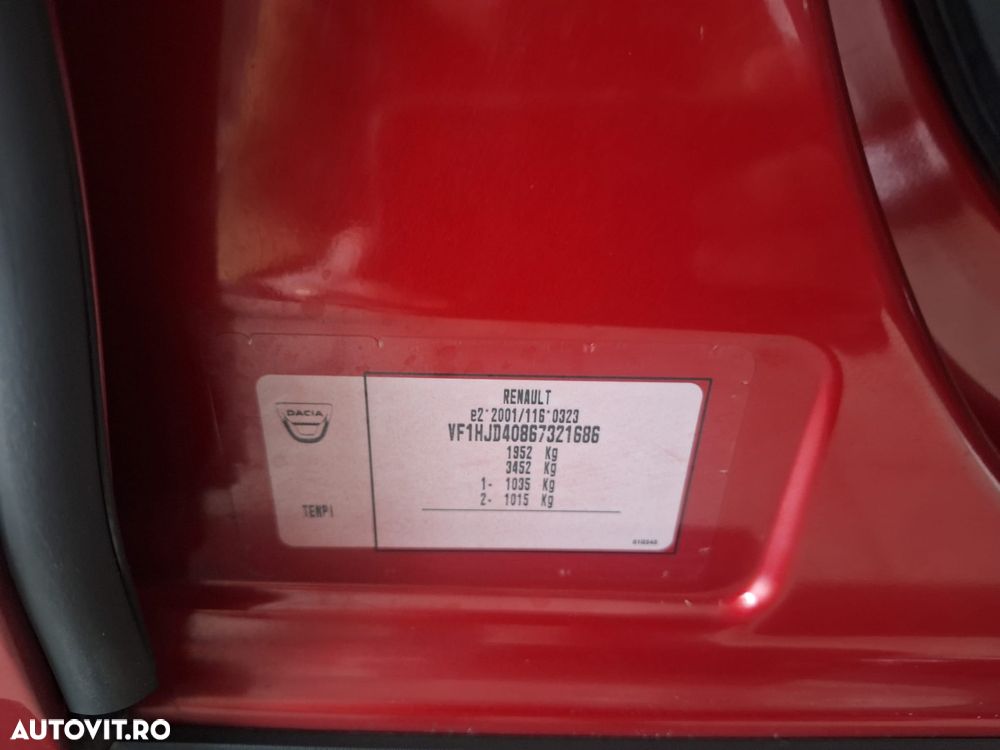 DACIA
TEMP1
RENAULT
e2*2001/116*0323
VF1HJD40867321686
1952 Kg
3452 Kg
1- 1035 Kg
2- 1015 Kg
AUTOVIT.RO